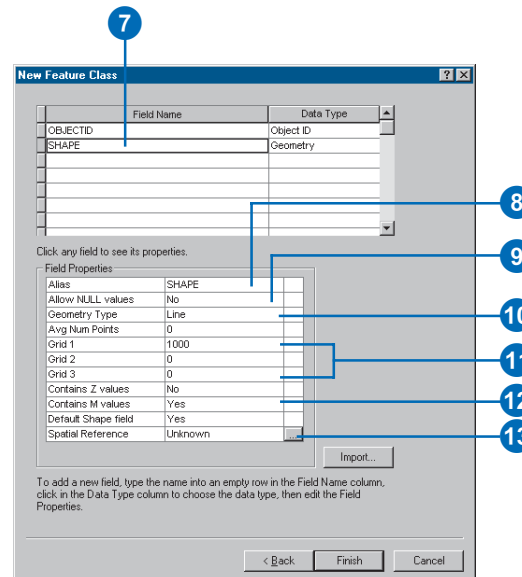 7
New Feature Class
Field Name Data Type
OBJECTID Object ID
SHAPE Geometry
8
Click any field to see its properties.
9
Field Properties
Alias SHAPE
Allow NULL values No
Geometry Type Line
10
Avg Num Points 0
Grid 1 1000
Grid 2 0
11
Grid 3 0
Contains Z values No
Contains M values Yes
12
Default Shape field Yes
Spatial Reference Unknown ...
13
Import...
To add a new field, type the name into an empty row in the Field Name column,
click in the Data Type column to choose the data type, then edit the Field
Properties.
< Back Finish Cancel